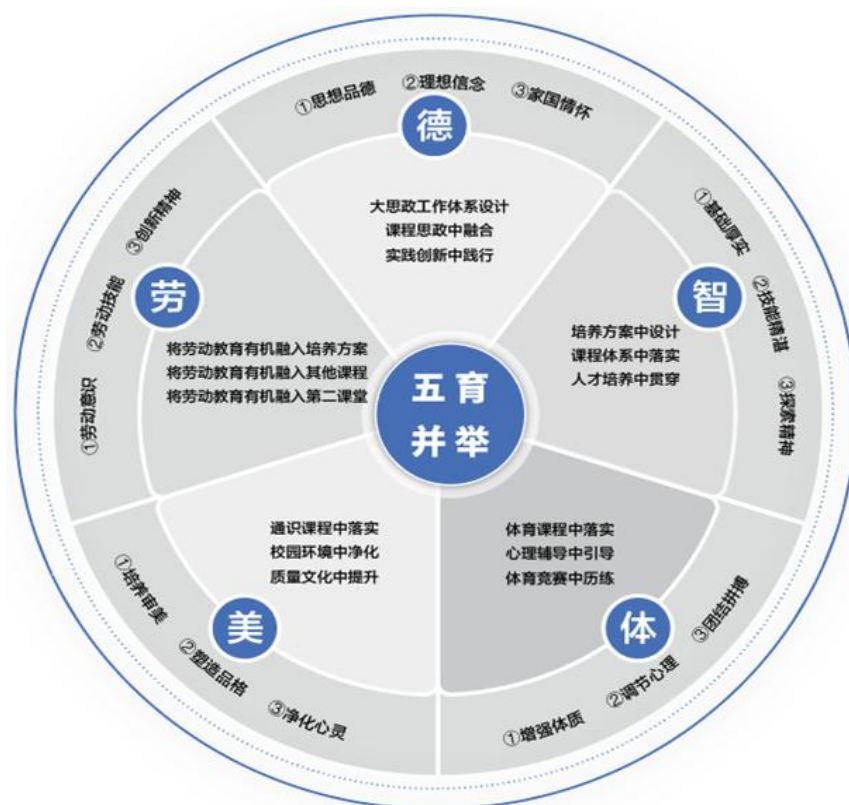 ①思想品德
②理想信念
③家国情怀
德
大思政工作体系设计
课程思政中融合
实践创新中践行
①基础厚实
②技能精湛
③探索精神
智
培养方案中设计
课程体系中落实
人才培养中贯穿
体育课程中落实
心理辅导中引导
体育竞赛中历练
体
①增强体质
②调节心理
③团结拼搏
通识课程中落实
校园环境中净化
质量文化中提升
美
①培养审美
②塑造品格
③净化心灵
①劳动意识
②劳动技能
③创新精神
劳
将劳动教育有机融入培养方案
将劳动教育有机融入其他课程
将劳动教育有机融入第二课堂
五育
并举